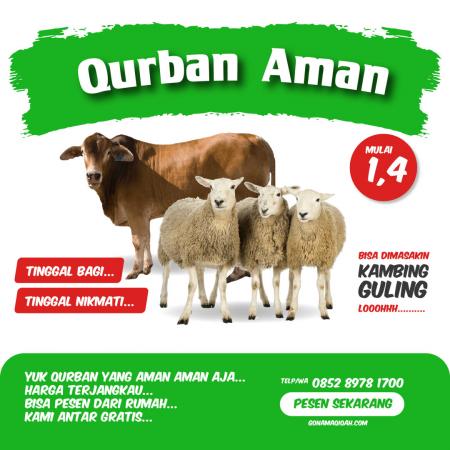 Qurban Aman
MULAI
1,4
TINGGAL BAGI...
TINGGAL NIKMATI...
BISA DIMASAKIN
KAMBING
GULING
LOOOHHH..........
YUK QURBAN YANG AMAN AMAN AJA...
HARGA TERJANGKAU...
BISA PESEN DARI RUMAH...
KAMI ANTAR GRATIS...
TELP/WA 0852 8978 1700
PESEN SEKARANG
GONAMAQIQAH.COM